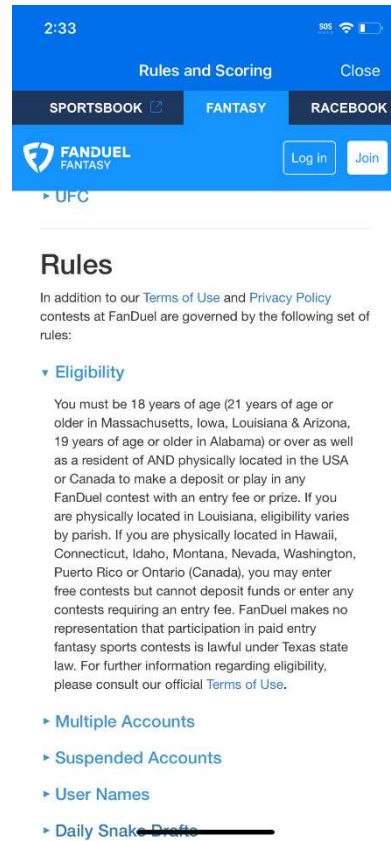 2:33
SOS
Rules and Scoring
Close
SPORTSBOOK
FANTASY
RACEBOOK
FANDUEL
FANTASY
Log in
Join
UFC
Rules
In addition to our Terms of Use and Privacy Policy
contests at FanDuel are governed by the following set of
rules:
Eligibility
You must be 18 years of age (21 years of age or
older in Massachusetts, Iowa, Louisiana & Arizona,
19 years of age or older in Alabama) or over as well
as a resident of AND physically located in the USA
or Canada to make a deposit or play in any
FanDuel contest with an entry fee or prize. If you
are physically located in Louisiana, eligibility varies
by parish. If you are physically located in Hawaii,
Connecticut, Idaho, Montana, Nevada, Washington,
Puerto Rico or Ontario (Canada), you may enter
free contests but cannot deposit funds or enter any
contests requiring an entry fee. FanDuel makes no
representation that participation in paid entry
fantasy sports contests is lawful under Texas state
law. For further information regarding eligibility,
please consult our official Terms of Use.
Multiple Accounts
Suspended Accounts
User Names
Daily Snake Drafts